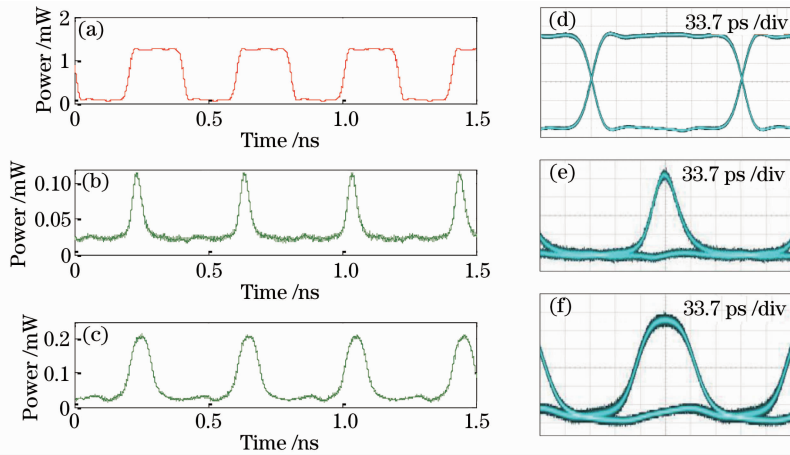 (a)
Power /mW
2
1
0
0
0.5
1.0
1.5
Time /ns
(b)
Power /mW
0.10
0.05
0
0
0.5
1.0
1.5
Time /ns
(c)
Power /mW
0.2
0.1
0
0
0.5
1.0
1.5
Time /ns
(d)
33.7 ps /div
(e)
33.7 ps /div
(f)
33.7 ps /div